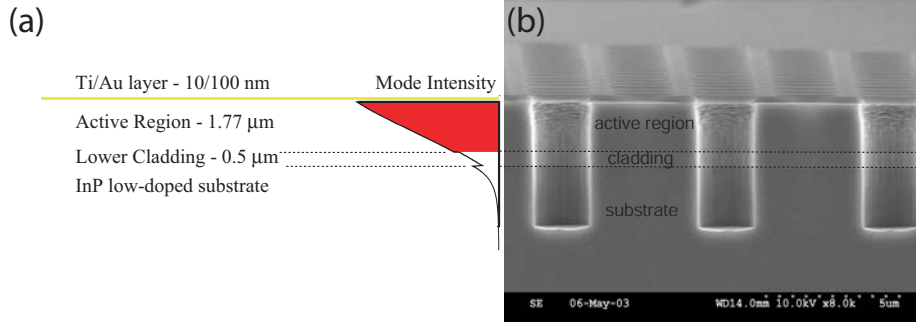 (a)
Ti/Au layer - 10/100 nm
Mode Intensity
Active Region - 1.77 μm
Lower Cladding - 0.5 μm
InP low-doped substrate
(b)
active region
cladding
substrate
SE 06-May-03 WD14.0mm 10.0kV x8.0k 5um